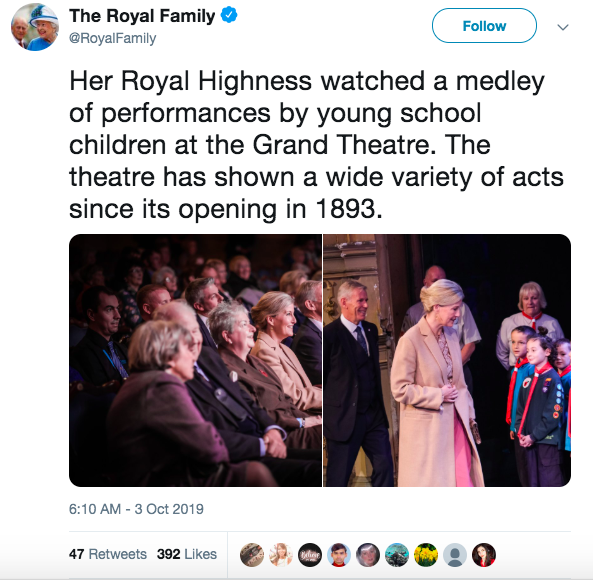 The Royal Family
@RoyalFamily
Follow
Her Royal Highness watched a medley
of performances by young school
children at the Grand Theatre. The
theatre has shown a wide variety of acts
since its opening in 1893.
6:10 AM - 3 Oct 2019
47 Retweets 392 Likes